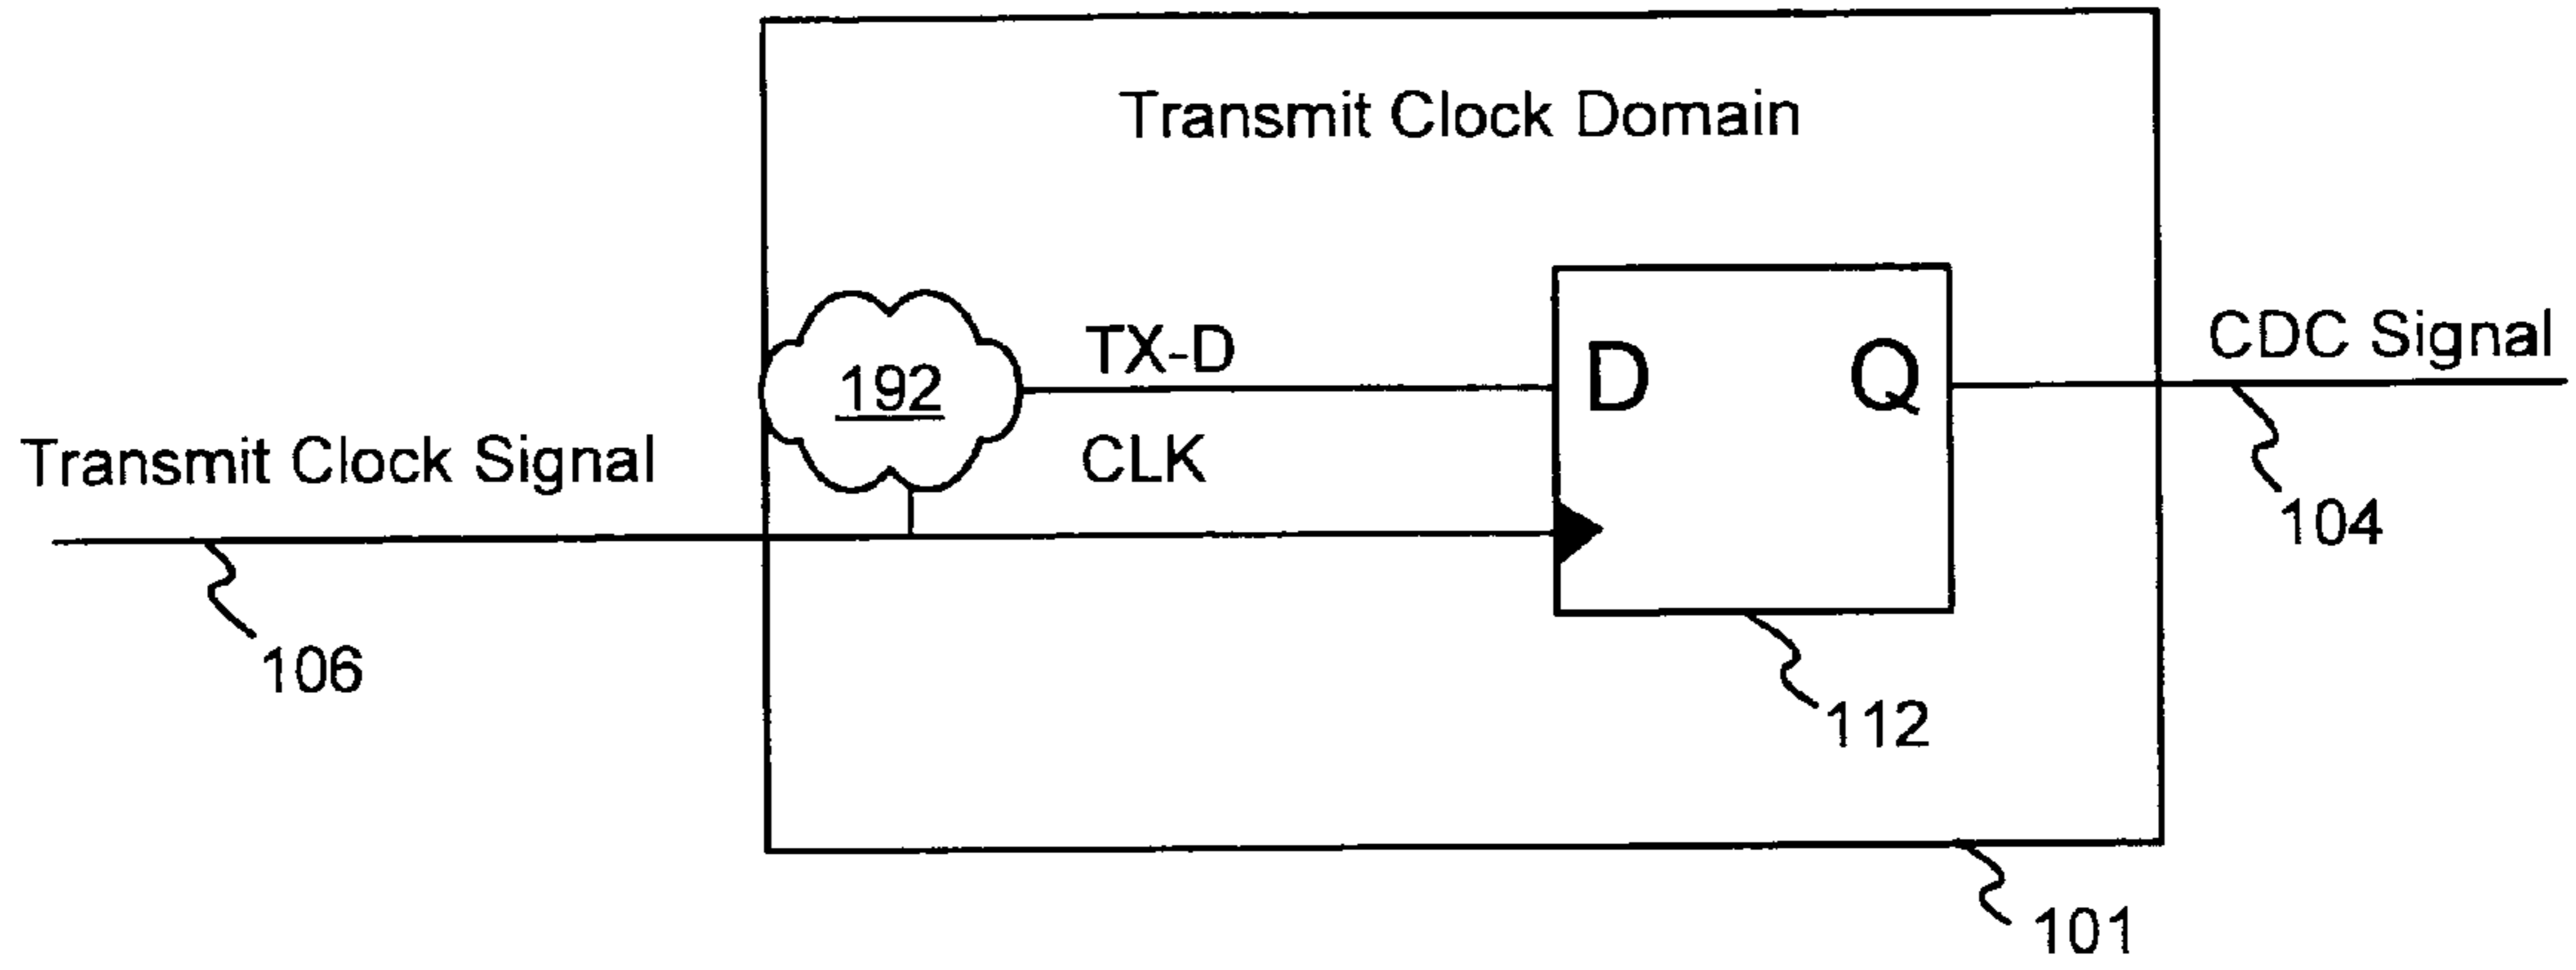 Transmit Clock Domain
TX-D
D
Q
CDC Signal
192
Transmit Clock Signal
CLK
104
106
112
101